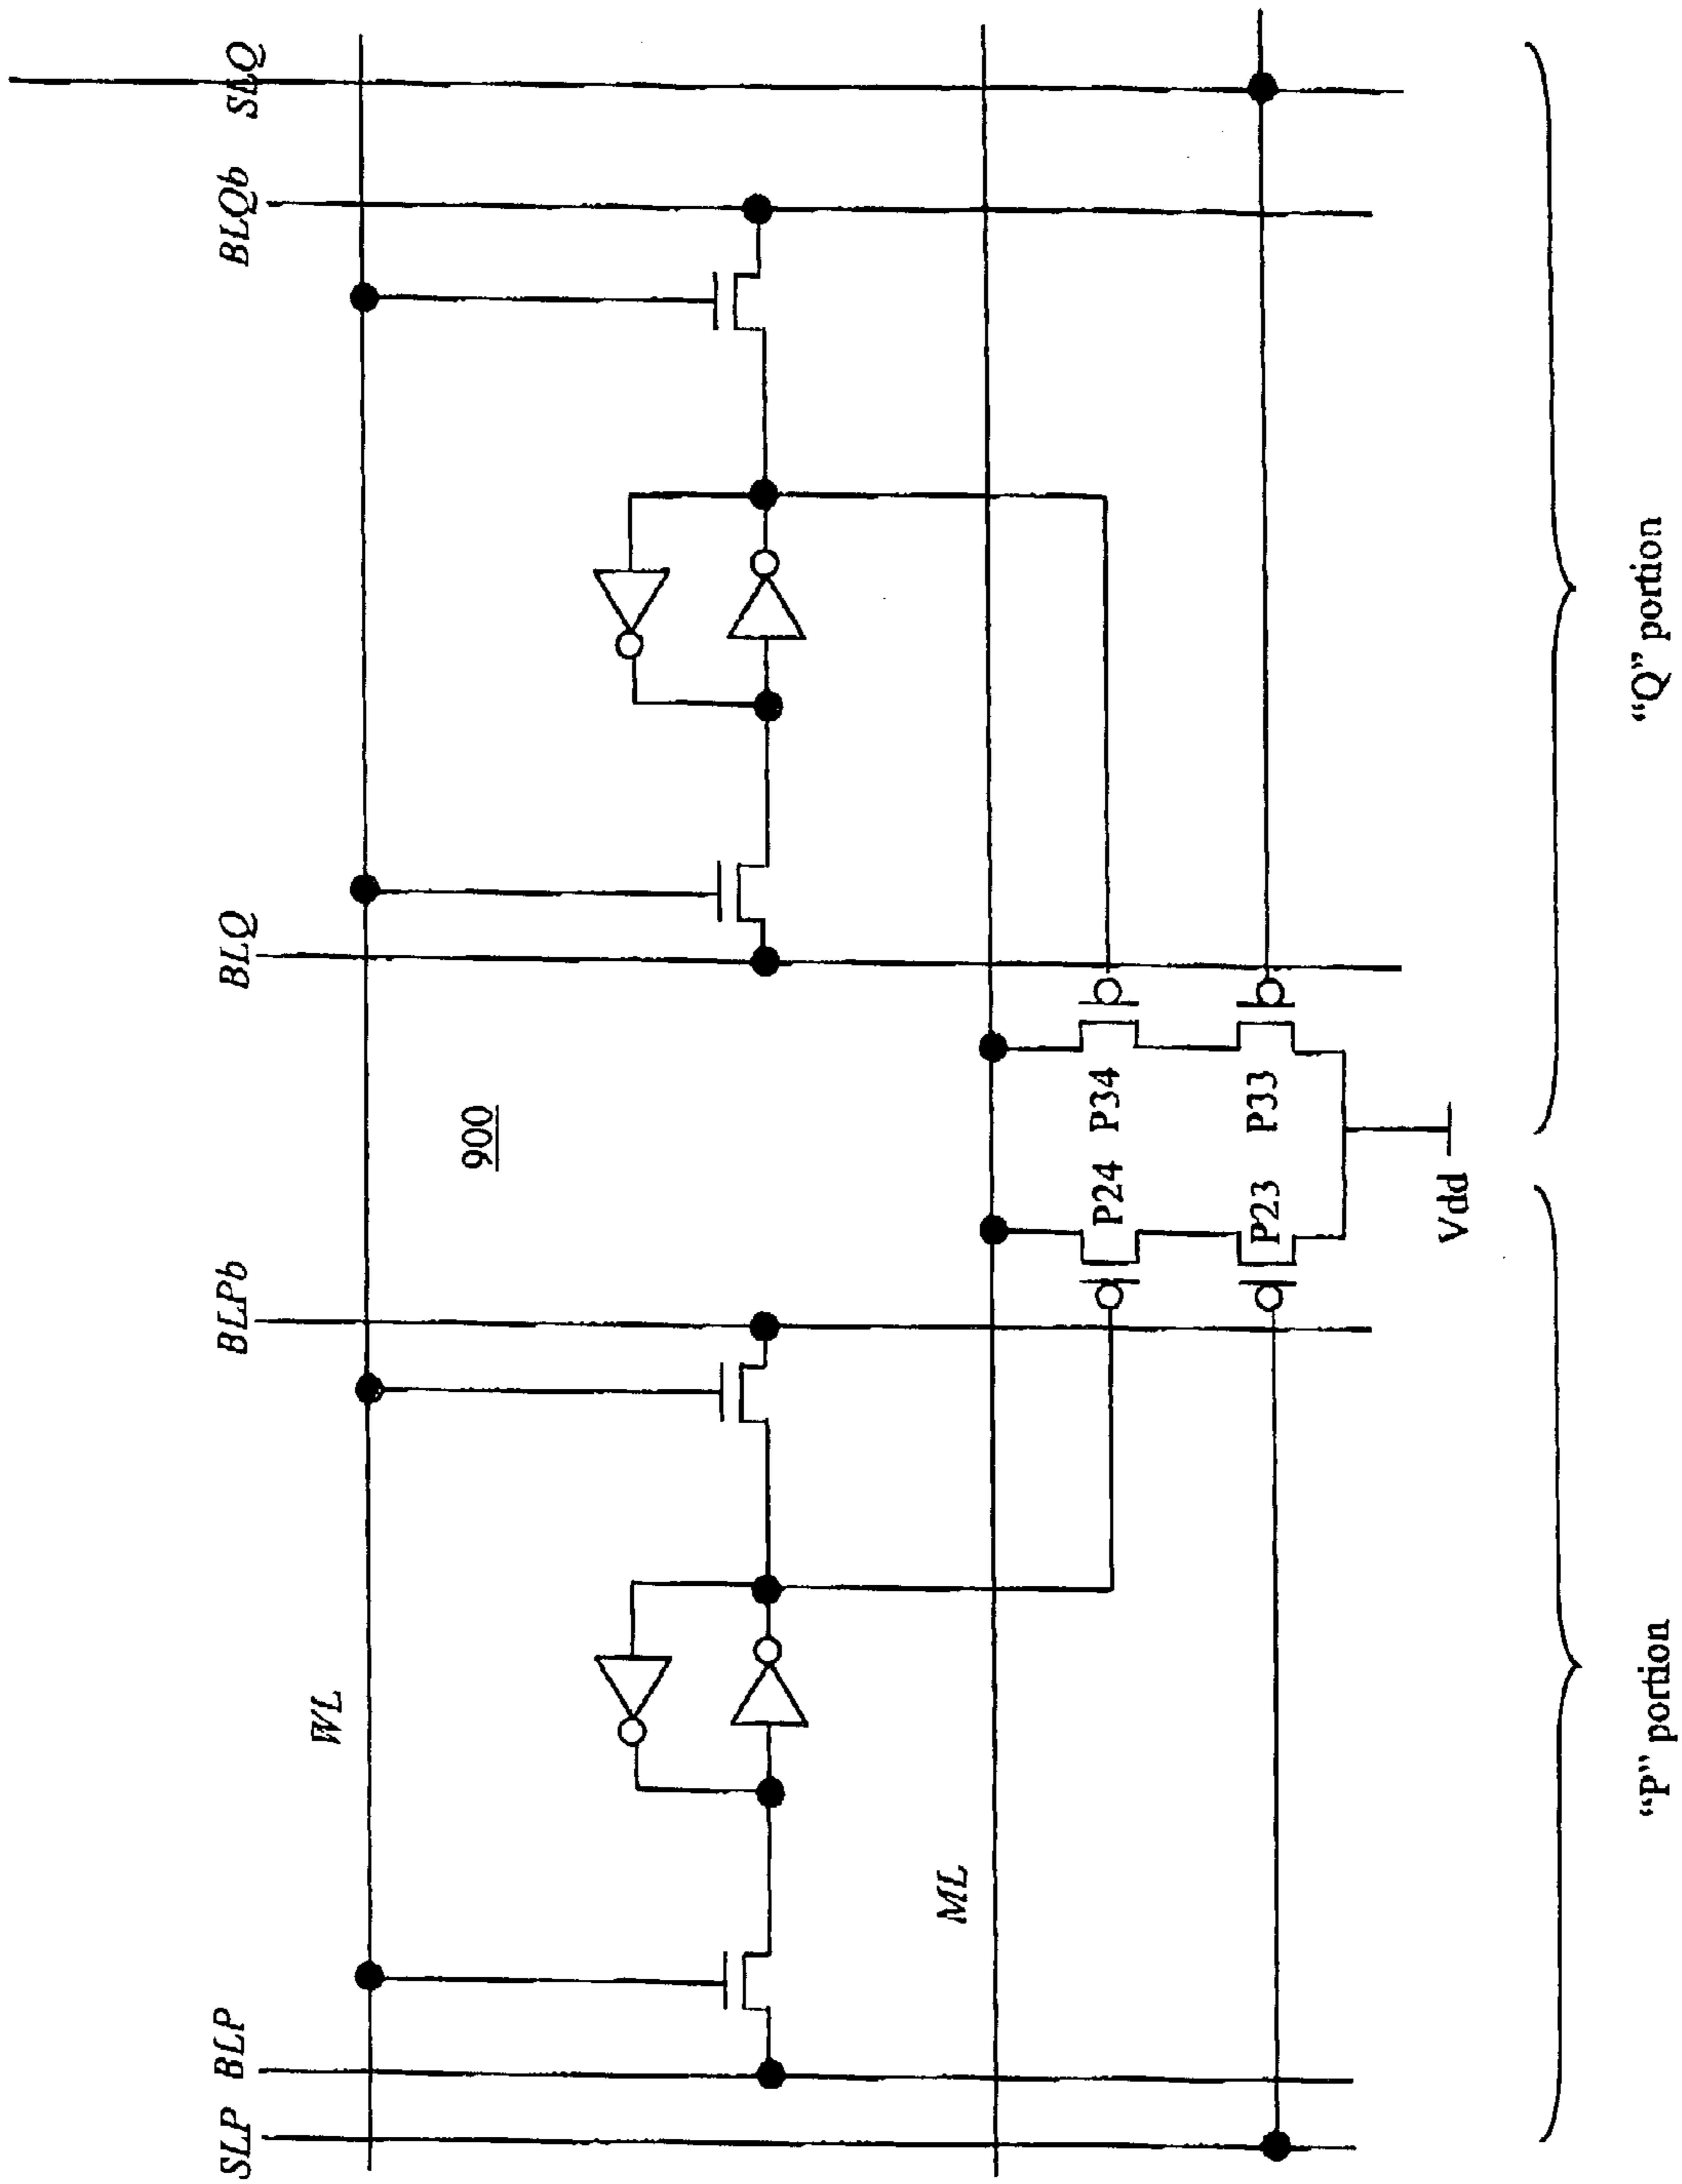 SLP
BLP
BLPb
BLQ
BLQb
SLQ
WL
900
ML
P24
P34
P23
P33
Vdd
“P” portion
“Q” portion